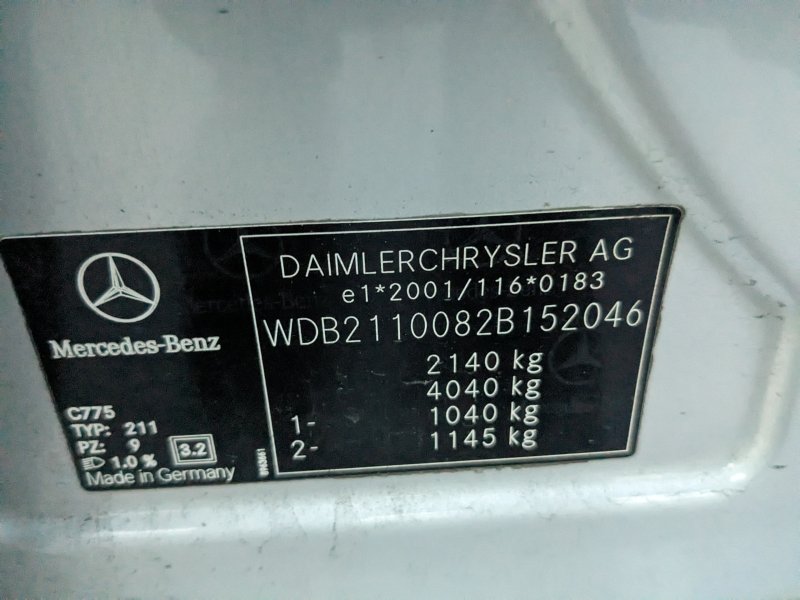 Mercedes-Benz
C775
TYP: 211
PZ: 9
1.0 %
3.2
Made in Germany
DAIMLERCHRYSLER AG
e1*2001/116*0183
WDB2110082B152046
2140 kg
4040 kg
1- 1040 kg
2- 1145 kg